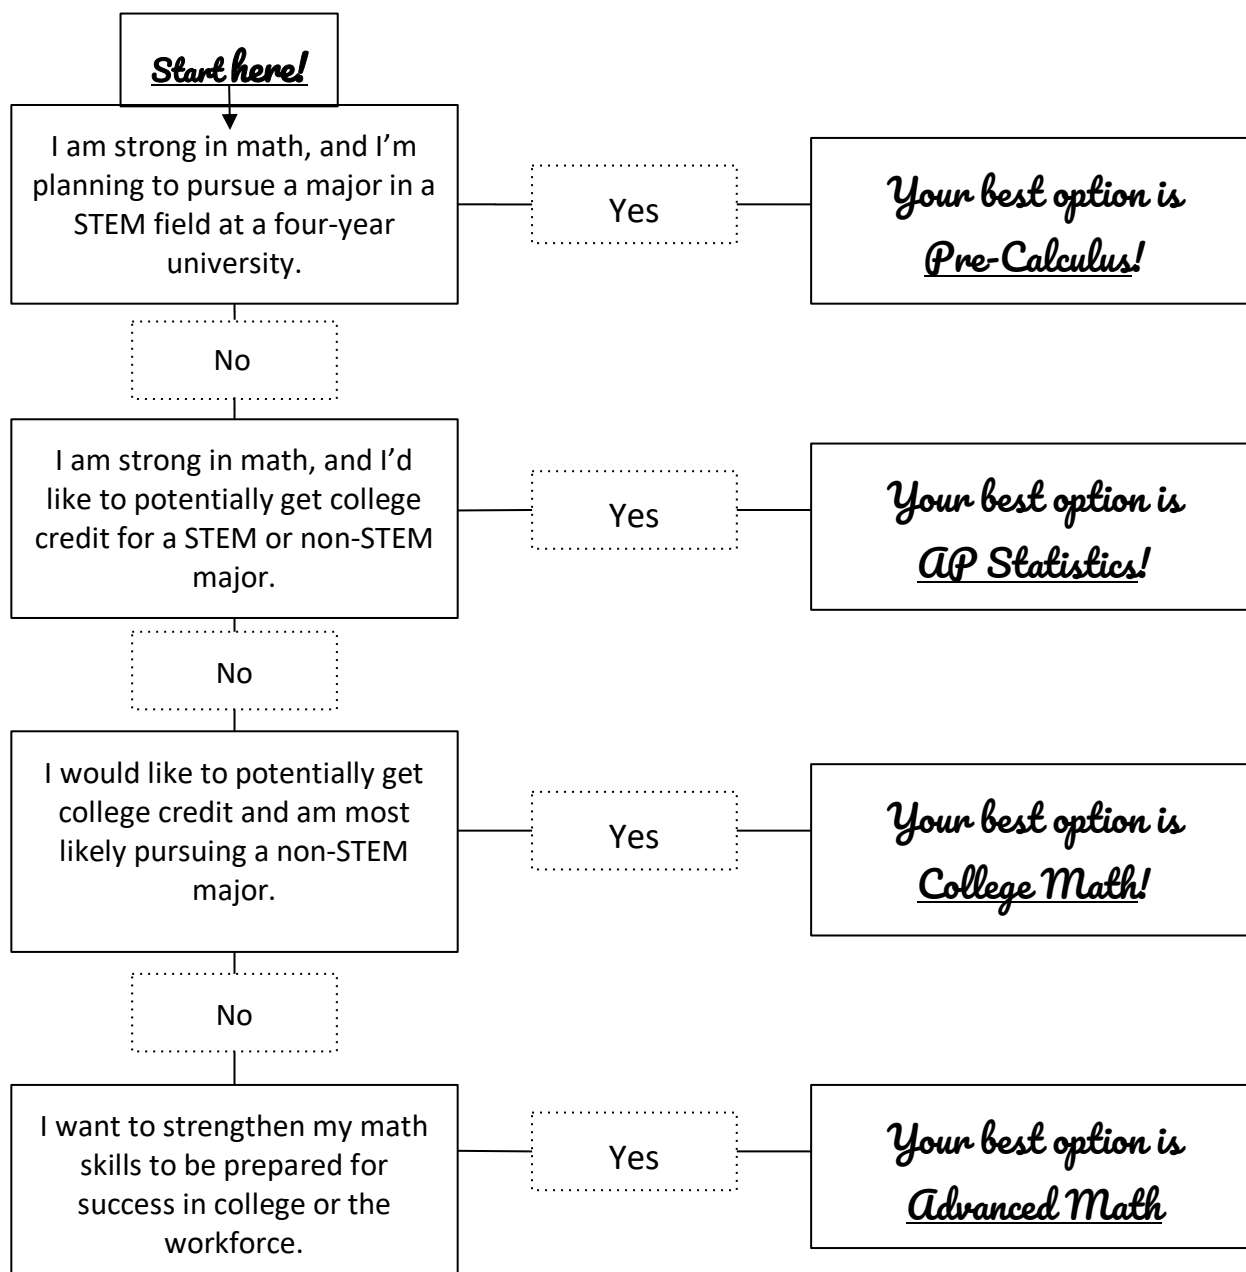 Start here!
I am strong in math, and I’m
planning to pursue a major in a
STEM field at a four-year
university.
Yes
Your best option is
Pre-Calculus!
No
I am strong in math, and I’d
like to potentially get college
credit for a STEM or non-STEM
major.
Yes
Your best option is
AP Statistics!
No
I would like to potentially get
college credit and am most
likely pursuing a non-STEM
major.
Yes
Your best option is
College Math!
No
I want to strengthen my math
skills to be prepared for
success in college or the
workforce.
Yes
Your best option is
Advanced Math